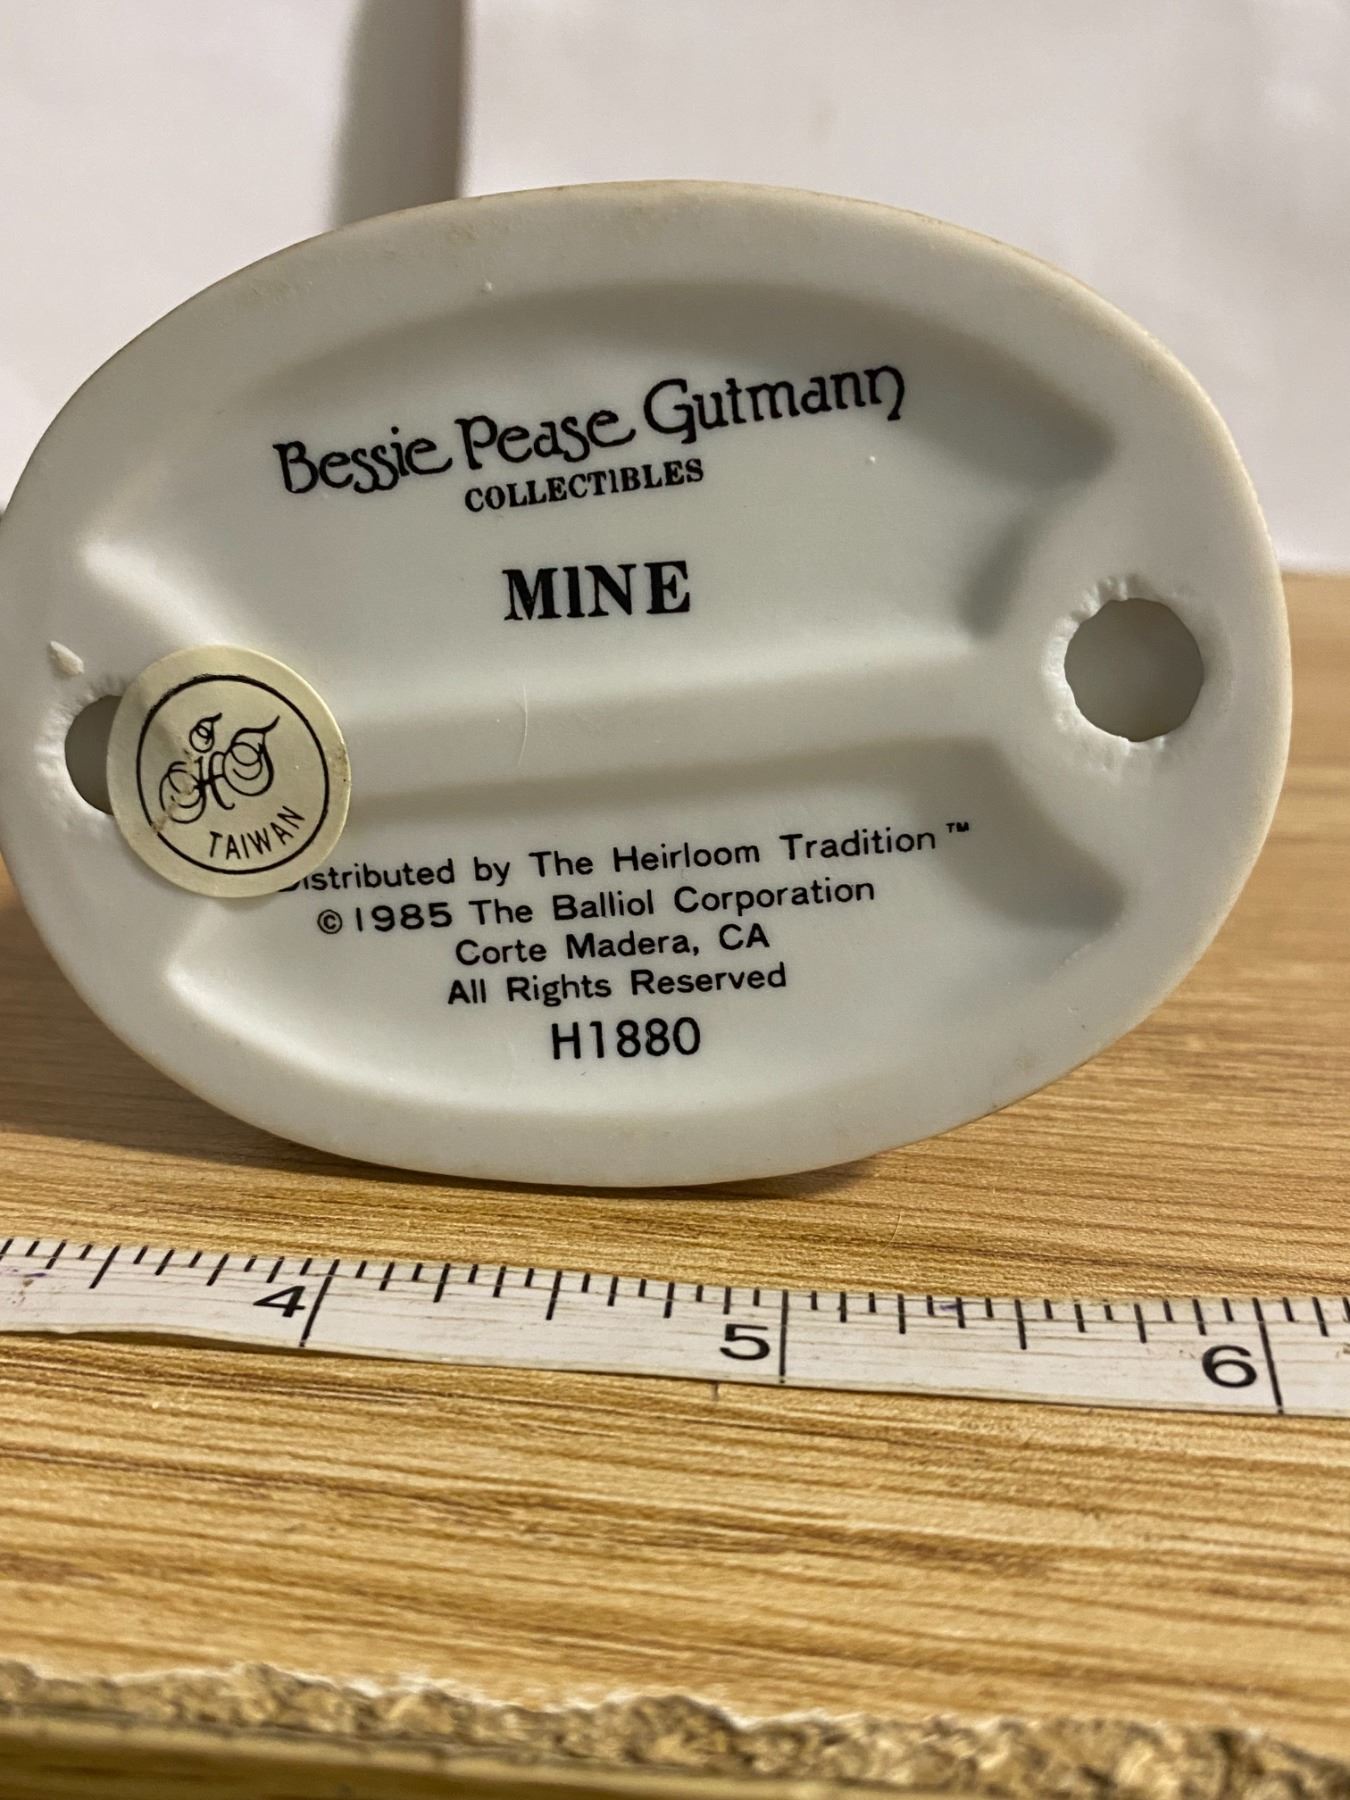 Bessie Pease Gutmann
COLLECTIBLES
MINE
THT
TAIWAN
by The Heirloom Tradition™
©1985 The Balliol Corporation
Corte Madera, CA
All Rights Reserved
H1880
4 5 6